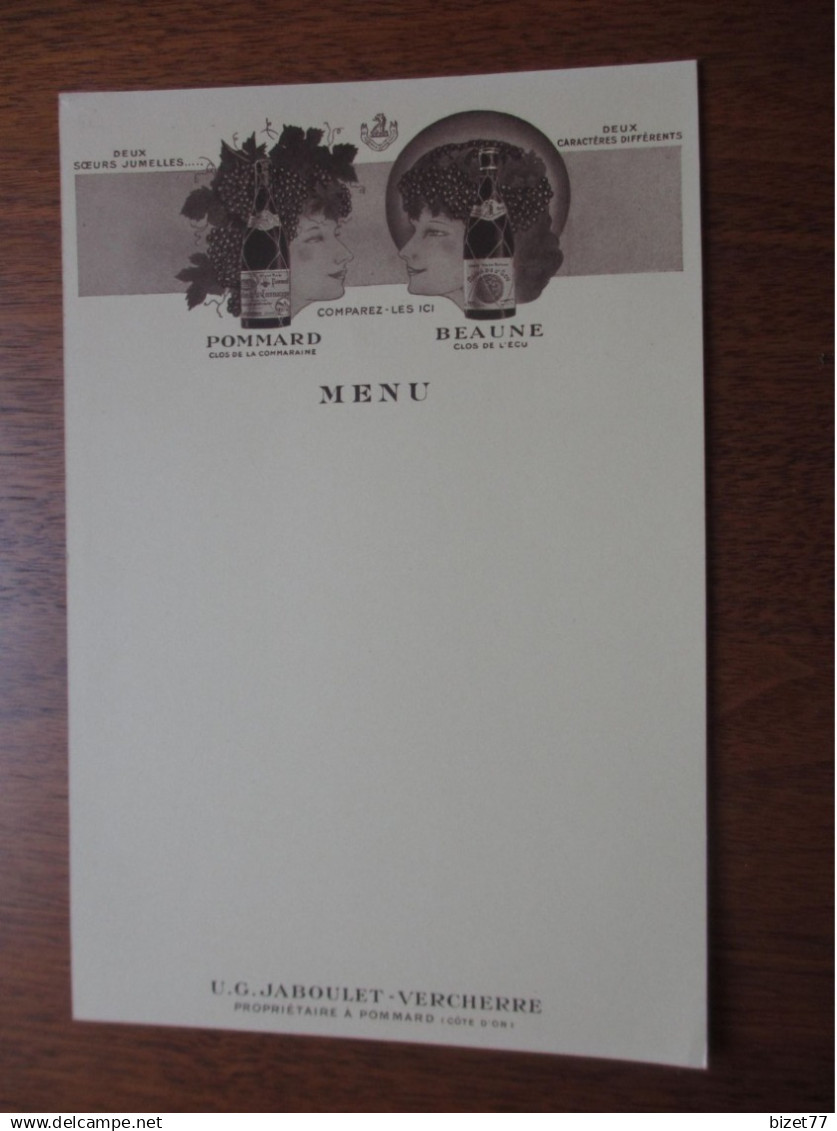 DEUX
SŒURS JUMELLES.....
DEUX
CARACTÈRES DIFFÉRENTS
COMPAREZ-LES ICI
POMMARD
CLOS DE LA COMMARAINE
BEAUNE
CLOS DE L'ÉCU
MENU
U.G. JABOULET-VERCHERRE
PROPRIÉTAIRE À POMMARD (CÔTE D'OR)
delcampe.net
bizet77